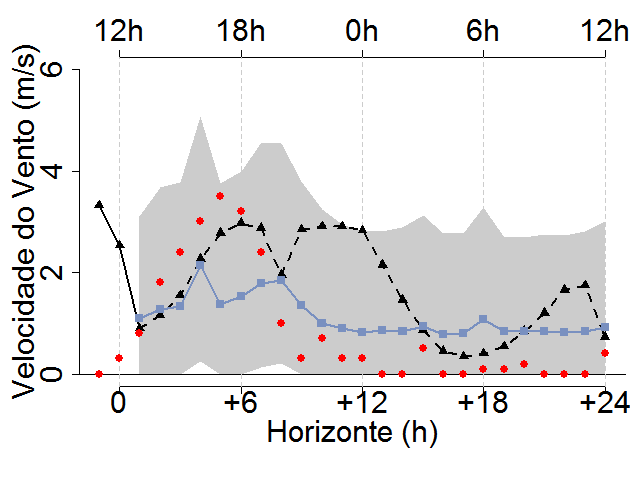 12h 18h 0h 6h 12h
Velocidade do Vento (m/s)
6
4
2
0
0 +6 +12 +18 +24
Horizonte (h)